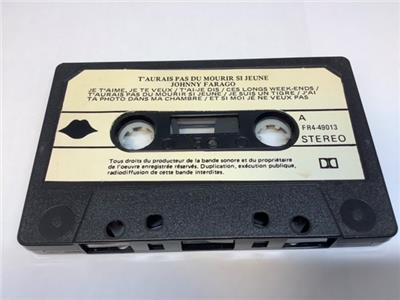 T'AURAIS PAS DU MOURIR SI JEUNE
JOHNNY FARAGO
JE T'AIME, JE TE VEUX / T'AI-JE DIS / CES LONGS WEEK-ENDS /
T'AURAIS PAS DU MOURIR SI JEUNE / JE SUIS UN TIGRE / J'AI
TA PHOTO DANS MA CHAMBRE / ET SI MOI JE NE VEUX PAS
A
FR4-49013
STEREO
Tous droits du producteur de la bande sonore et du propriétaire
de l'oeuvre enregistrée réservés. Duplication, exécution publique,
radiodiffusion de cette bande interdites.